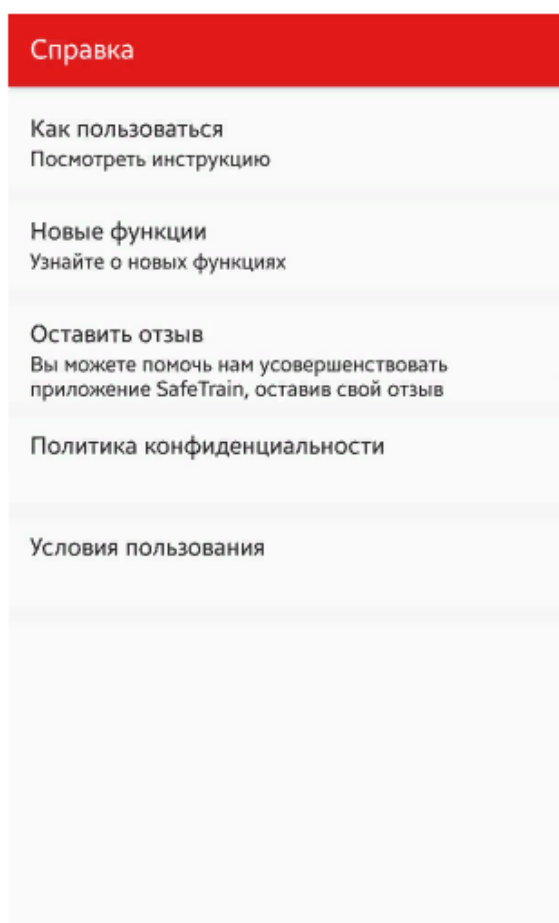 Справка
Как пользоваться
Посмотреть инструкцию
Новые функции
Узнайте о новых функциях
Оставить отзыв
Вы можете помочь нам усовершенствовать
приложение SafeTrain, оставив свой отзыв
Политика конфиденциальности
Условия пользования